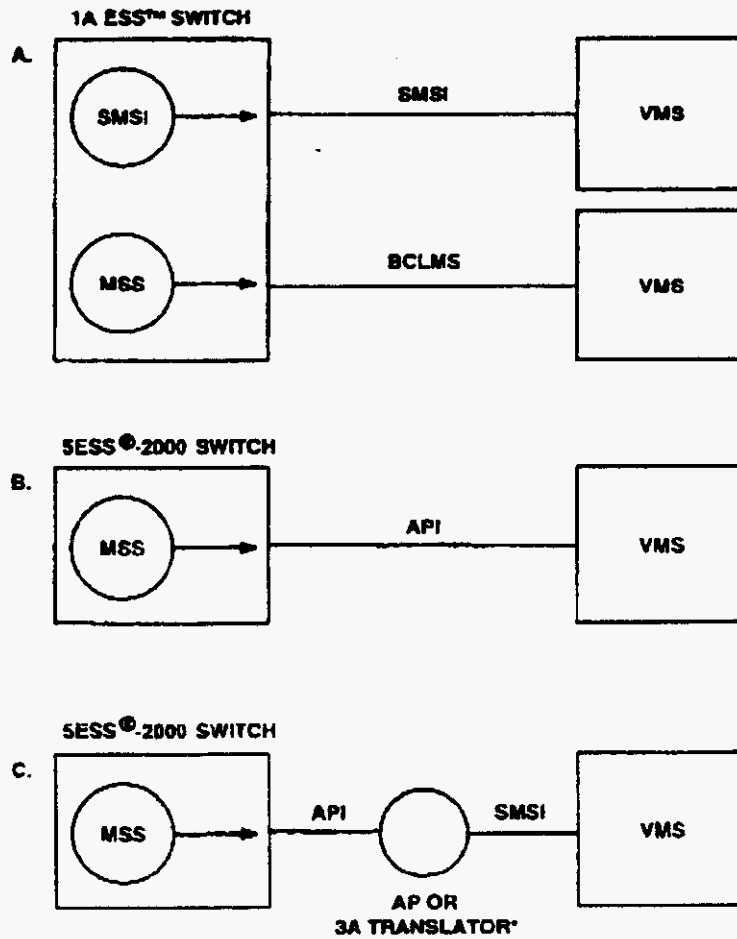 1A ESS™ SWITCH
A.
SMSI
SMSI
VMS
MSS
BCLMS
VMS
5ESS®-2000 SWITCH
B.
MSS
API
VMS
5ESS®-2000 SWITCH
C.
MSS
API
SMSI
VMS
AP OR
3A TRANSLATOR*